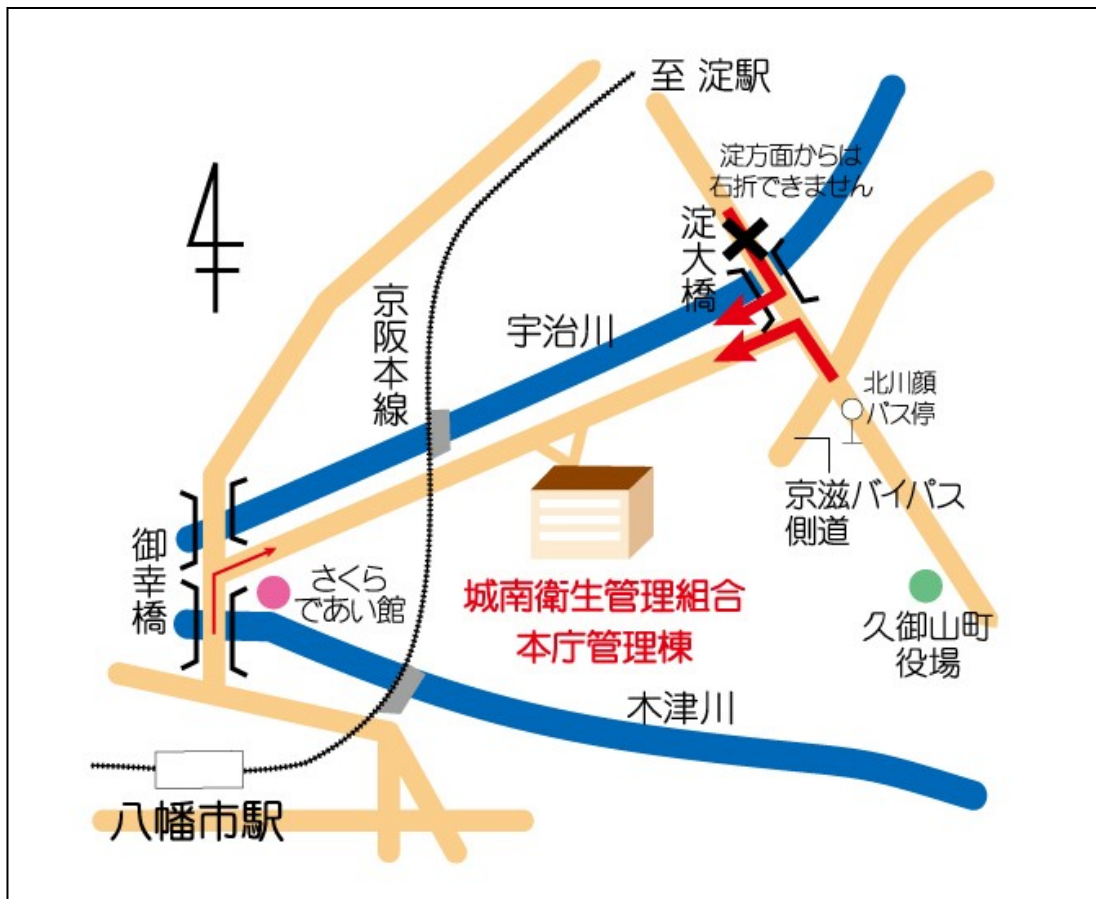 至 淀駅
淀方面からは
右折できません
淀大橋
京阪本線
宇治川
北川顔
バス停
京滋バイパス
側道
御幸橋
さくら
であい館
城南衛生管理組合
本庁管理棟
久御山町
役場
木津川
八幡市駅